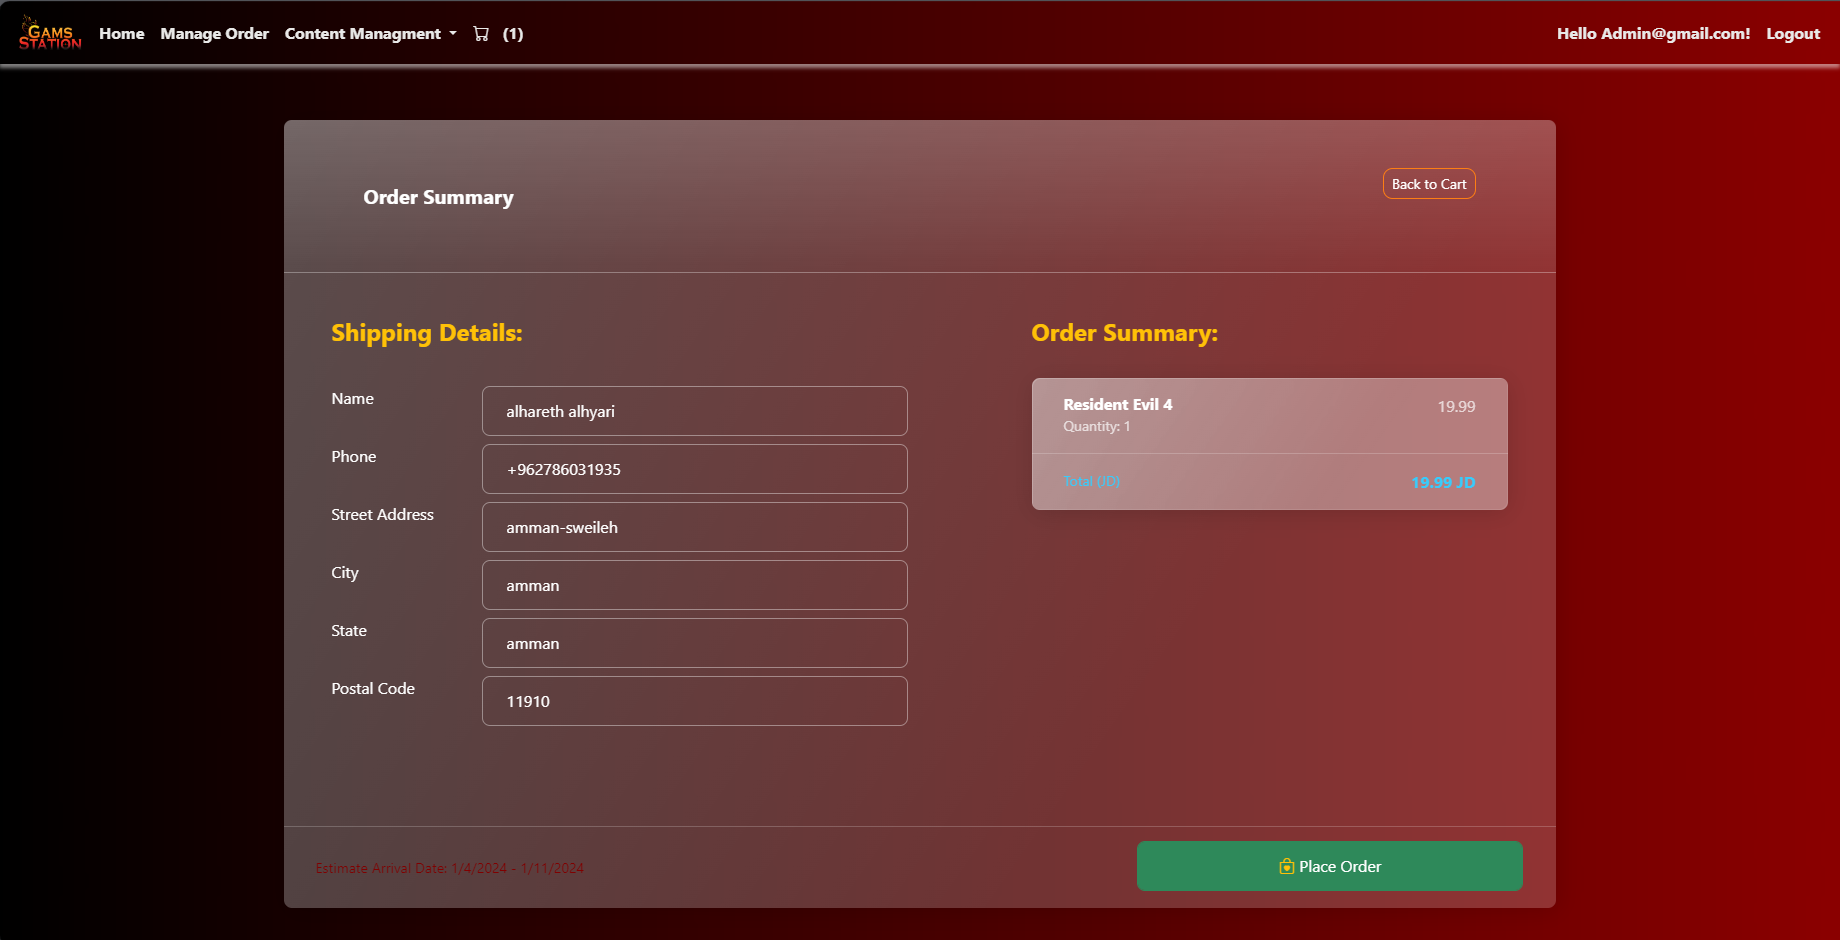 GAMS
STATION
Home
Manage Order
Content Managment
(1)
Hello Admin@gmail.com!
Logout
Order Summary
Back to Cart
Shipping Details:
Name
alhareth alhyari
Phone
+962786031935
Street Address
amman-sweileh
City
amman
State
amman
Postal Code
11910
Order Summary:
Resident Evil 4
19.99
Quantity: 1
Total (JD)
19.99 JD
Estimate Arrival Date: 1/4/2024 - 1/11/2024
Place Order